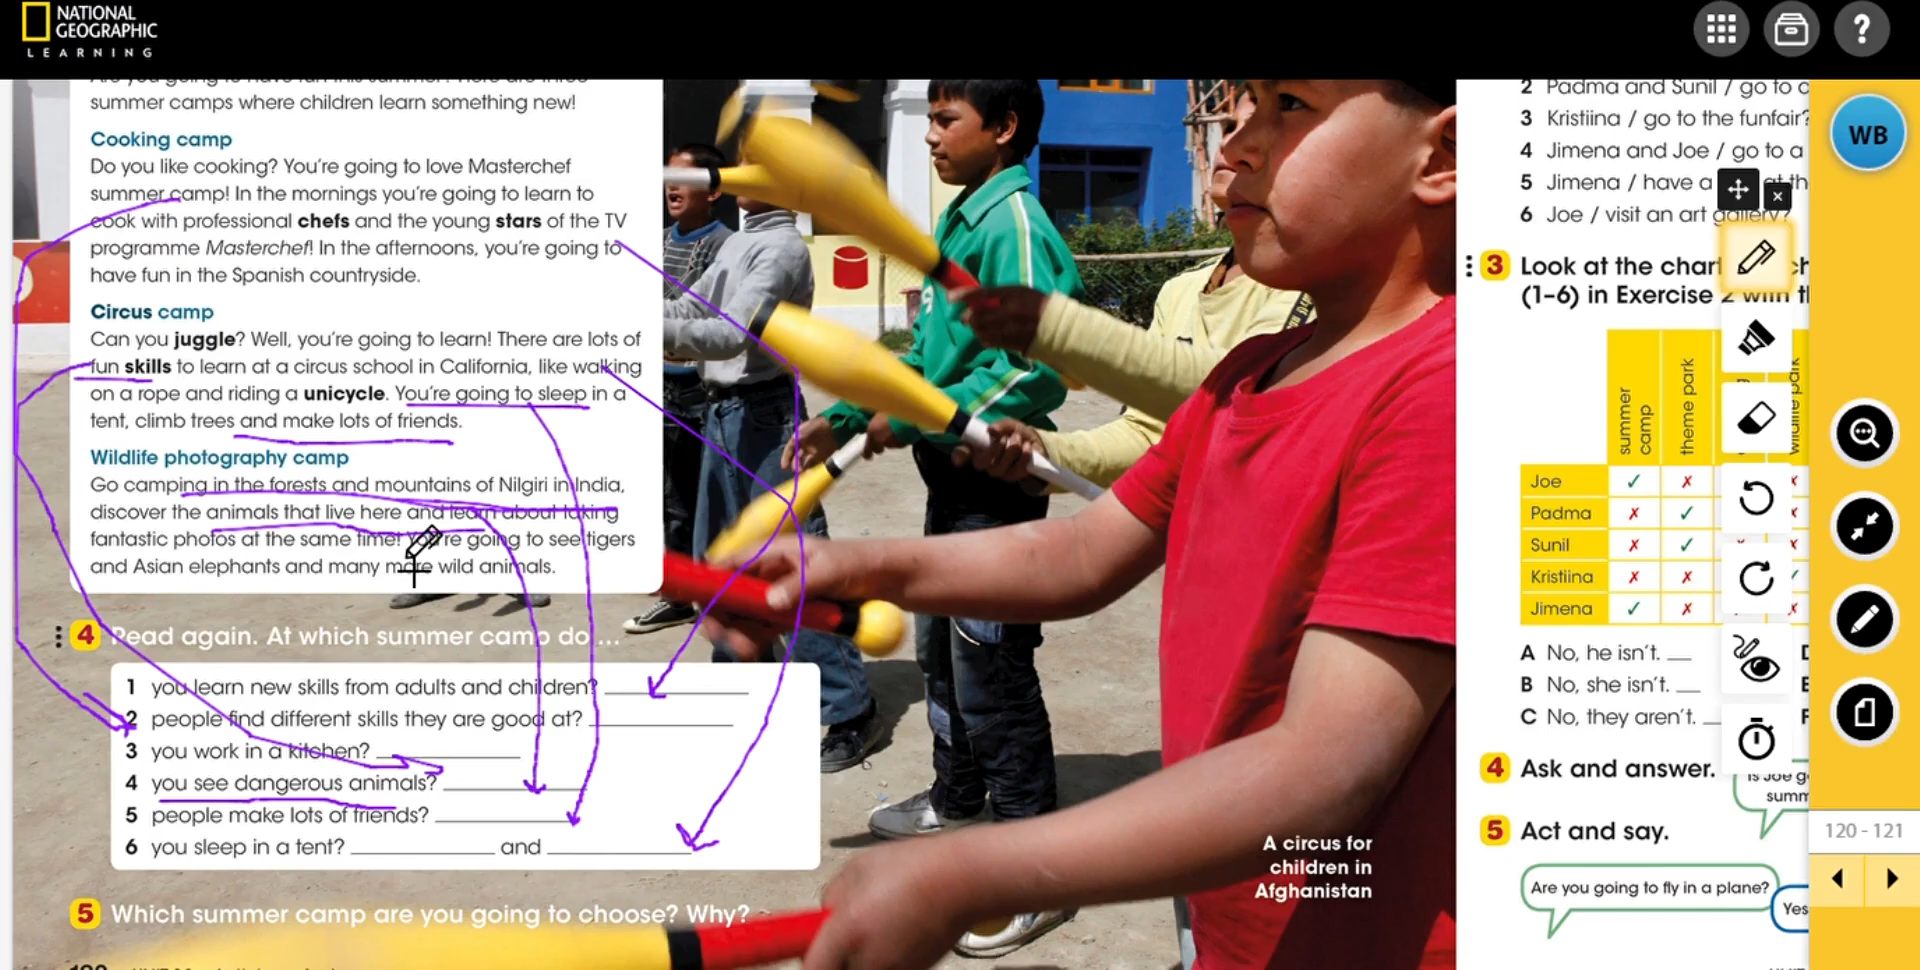 NATIONAL
GEOGRAPHIC
LEARNING
summer camps where children learn something new!
Cooking camp
Do you like cooking? You're going to love Masterchef
summer camp! In the mornings you're going to learn to
cook with professional chefs and the young stars of the TV
programme Masterchef! In the afternoons, you're going to
have fun in the Spanish countryside.
Circus camp
Can you juggle? Well, you're going to learn! There are lots of
fun skills to learn at a circus school in California, like walking
on a rope and riding a unicycle. You're going to sleep in a
tent, climb trees and make lots of friends.
Wildlife photography camp
Go camping in the forests and mountains of Nilgiri in India,
discover the animals that live here and learn about taking
fantastic photos at the same time! You're going to see tigers
and Asian elephants and many more wild animals.
4 Read again. At which summer camp do ...
1 you learn new skills from adults and children?
2 people find different skills they are good at?
3 you work in a kitchen?
4 you see dangerous animals?
5 people make lots of friends?
6 you sleep in a tent? and
5 Which summer camp are you going to choose? Why?
A circus for
children in
Afghanistan
2 Padma and Sunil / go to
3 Kristiina / go to the funfair?
4 Jimena and Joe / go to a
5 Jimena / have a
6 Joe / visit an art gallery?
3 Look at the chart
(1–6) in Exercise 2 with
summer camp
theme park
wildlife park
Joe ✓ ✗
Padma ✗ ✓
Sunil ✗ ✓
Kristiina ✗ ✗
Jimena ✓ ✗
A No, he isn't.
B No, she isn't.
C No, they aren't.
4 Ask and answer.
5 Act and say.
Are you going to fly in a plane?
Yes
WB
120 - 121